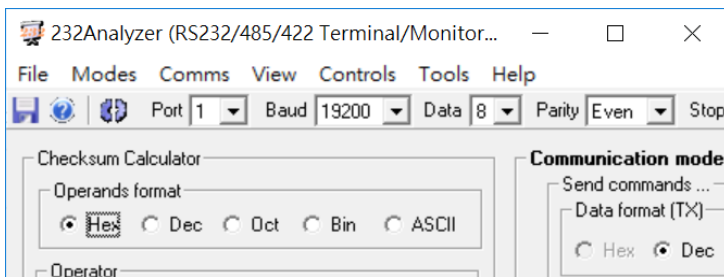 232Analyzer (RS232/485/422 Terminal/Monitor...
File Modes Comms View Controls Tools Help
Port 1 Baud 19200 Data 8 Parity Even Stop
Checksum Calculator
Operands format
Hex Dec Oct Bin ASCII
Operator
Communication mode
Send commands ...
Data format (TX)
Hex Dec